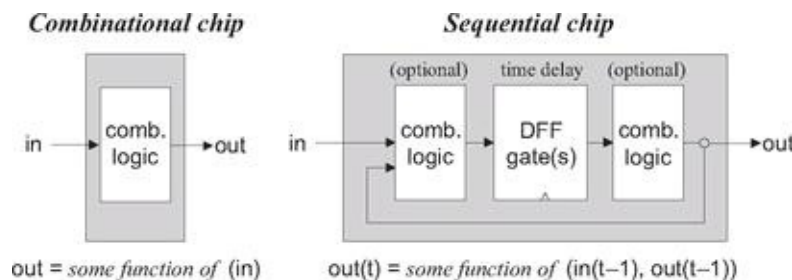 Combinational chip
in
comb.
logic
out
out = some function of (in)
Sequential chip
(optional)
time delay
(optional)
in
comb.
logic
DFF
gate(s)
comb.
logic
out
out(t) = some function of (in(t−1), out(t−1))